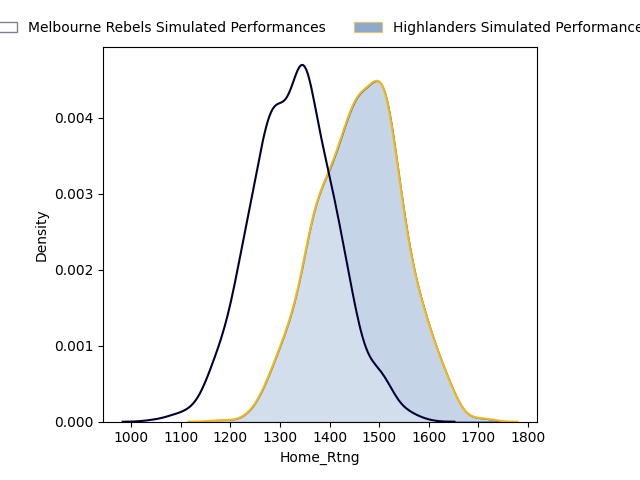 Melbourne Rebels Simulated Performances Highlanders Simulated Performance
0.004
0.003
0.002
0.001
0.000
Density
1000 1100 1200 1300 1400 1500 1600 1700 1800
Home_Rtng